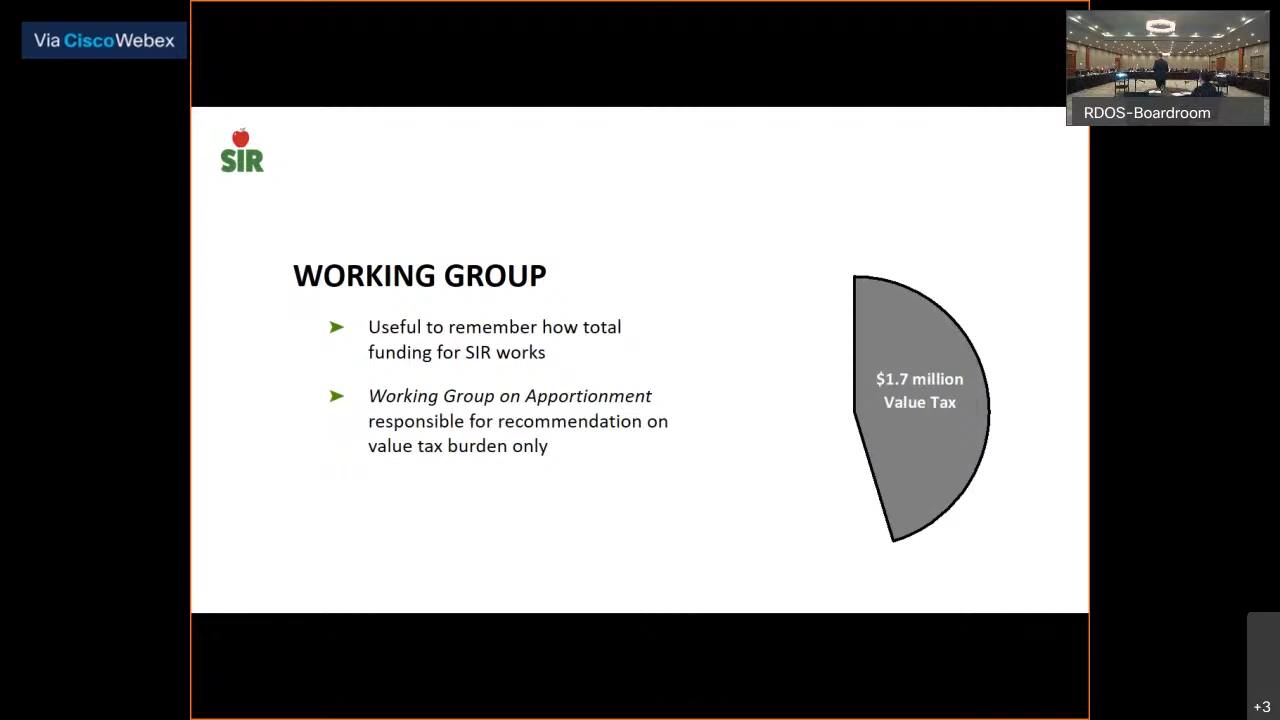 Via CiscoWebex
RDOS-Boardroom
SIR
WORKING GROUP
➤ Useful to remember how total
funding for SIR works
➤ Working Group on Apportionment
responsible for recommendation on
value tax burden only
$1.7 million
Value Tax
+3